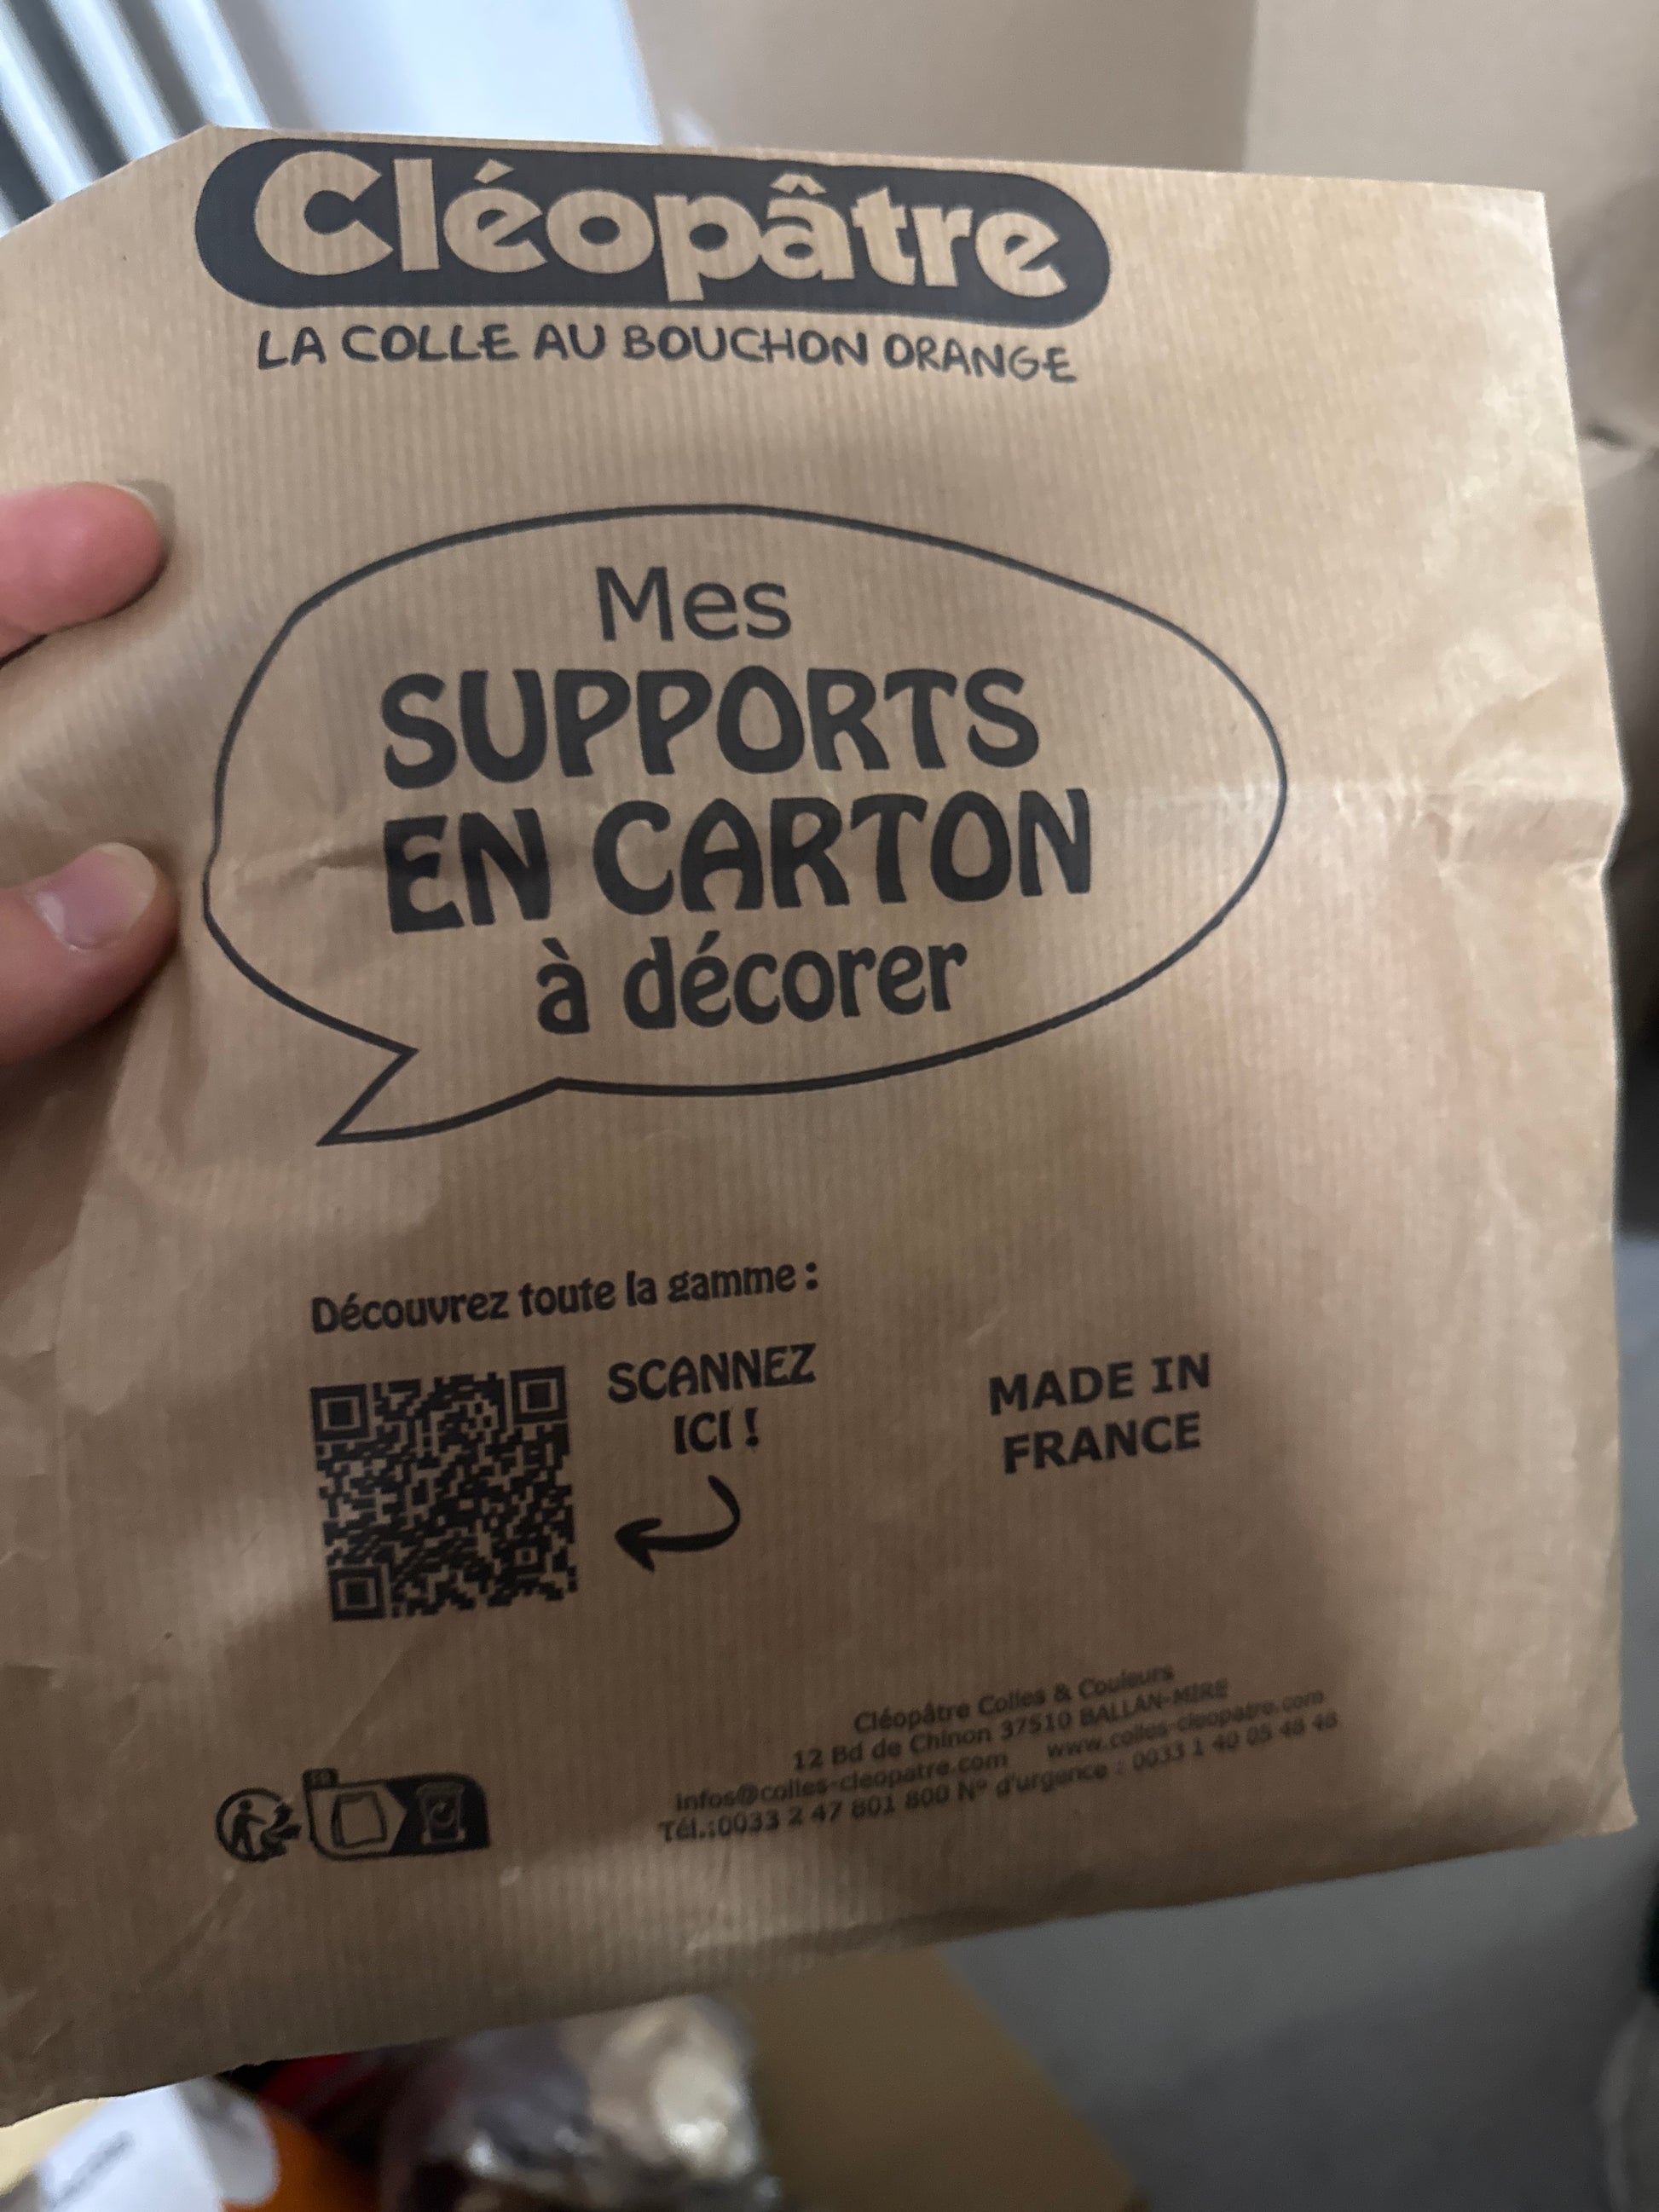 Cléopâtre
LA COLLE AU BOUCHON ORANGE
Mes
SUPPORTS
EN CARTON
à décorer
Découvrez toute la gamme :
SCANNEZ
ICI !
MADE IN
FRANCE
Cléopâtre Colles & Couleurs
12 Bd de Chinon 37510 BALLAN-MIRE
infos@colles-cleopatre.com www.colles-cleopatre.com
Tél.:0033 2 47 801 800 N° d'urgence : 0033 1 40 05 48 48
FR